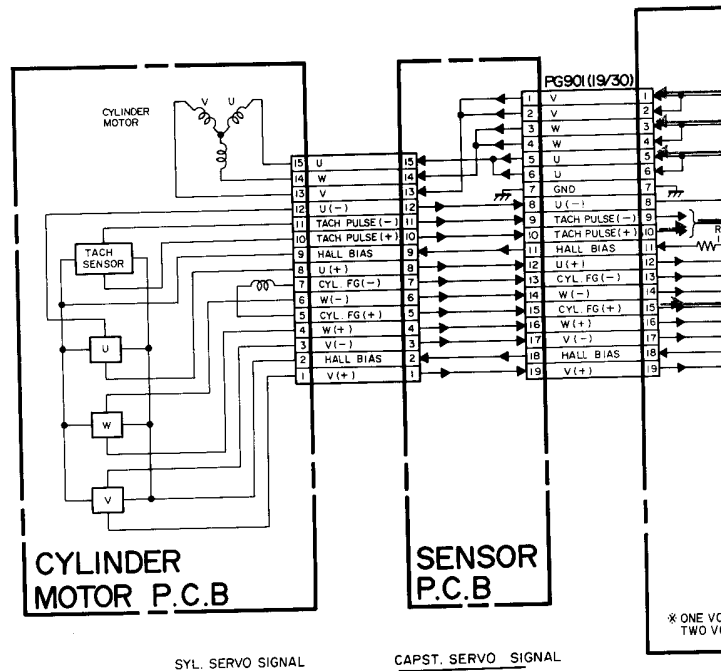 PG901(19/30)
CYLINDER
MOTOR
V U
15 U 15
14 W 14
13 V 13
12 U(-) 12
11 TACH PULSE(-) 11
10 TACH PULSE(+) 10
9 HALL BIAS 9
8 U(+) 8
7 CYL. FG(-) 7
6 W(-) 6
5 CYL. FG(+) 5
4 W(+) 4
3 V(-) 3
2 HALL BIAS 2
1 V(+) 1
1 V 1
2 V 2
3 W 3
4 W 4
5 U 5
6 U 6
7 GND 7
8 U(-) 8
9 TACH PULSE(-) 9
10 TACH PULSE(+) 10
11 HALL BIAS 11
12 U(+) 12
13 CYL. FG(-) 13
14 W(-) 14
15 CYL. FG(+) 15
16 W(+) 16
17 V(-) 17
18 HALL BIAS 18
19 V(+) 19
R
1
TACH
SENSOR
U
W
V
CYLINDER
MOTOR P.C.B
SENSOR
P.C.B
※ ONE VO
TWO VO
SYL. SERVO SIGNAL
CAPST. SERVO SIGNAL